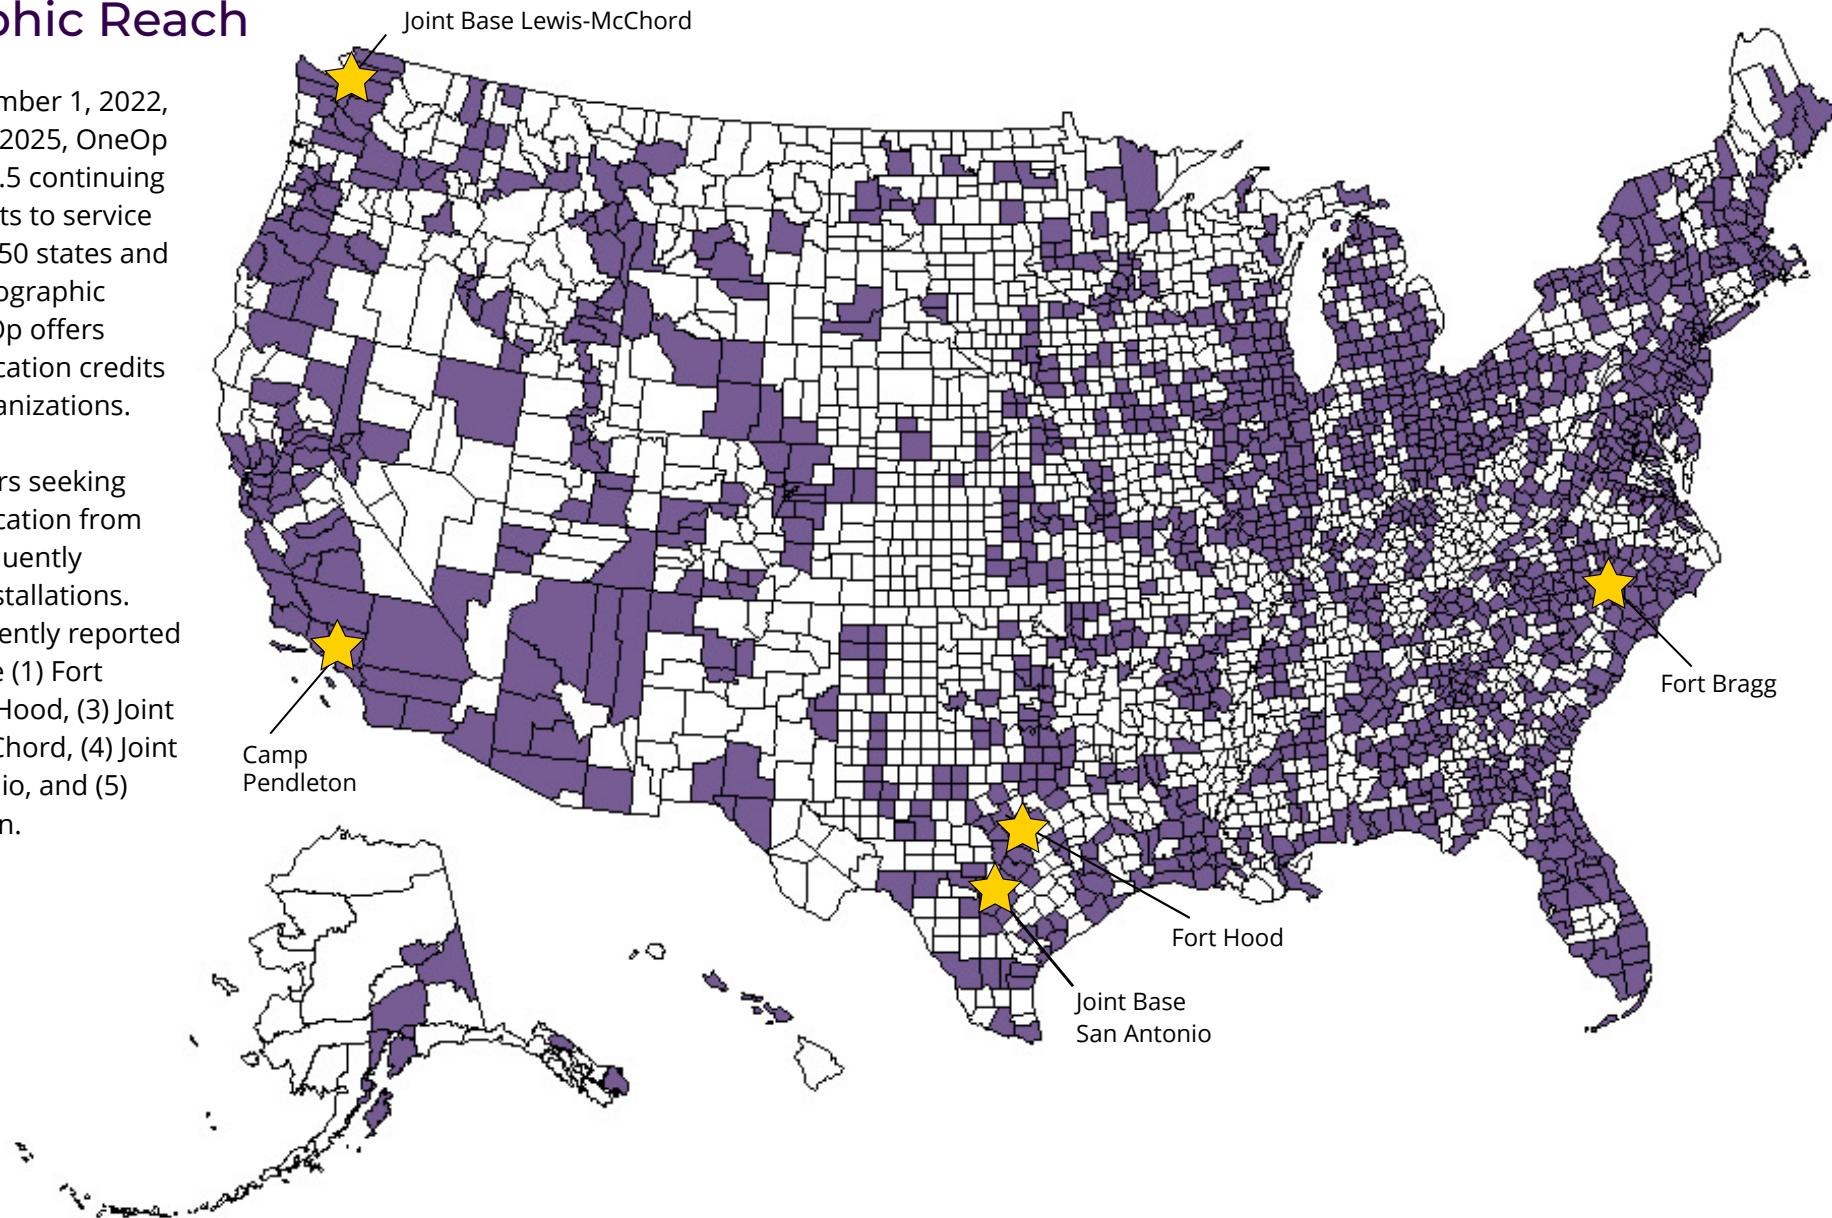 phic Reach
mber 1, 2022,
2025, OneOp
.5 continuing
ts to service
50 states and
ographic
Op offers
cation credits
anizations.
rs seeking
cation from
quently
stallations.
ently reported
e (1) Fort
Hood, (3) Joint
Chord, (4) Joint
io, and (5)
n.
Joint Base Lewis-McChord
Camp
Pendleton
Fort Bragg
Fort Hood
Joint Base
San Antonio